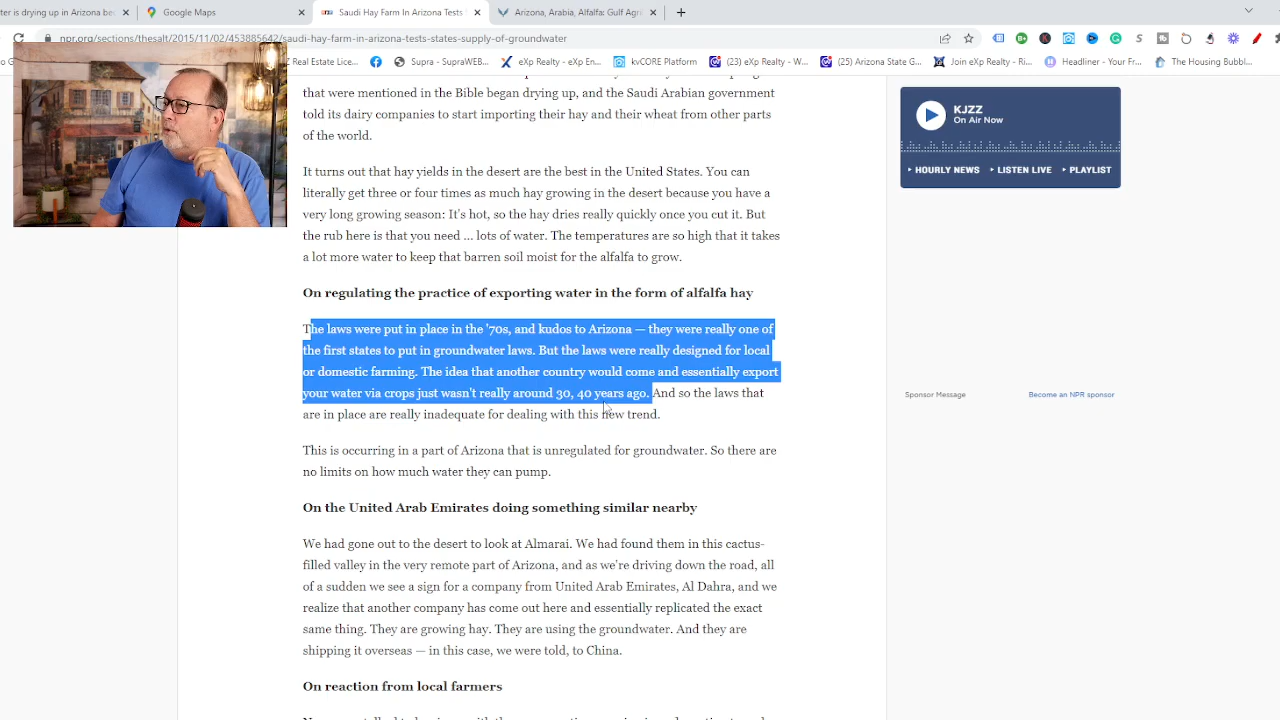 ter is drying up in Arizona be
Google Maps
Saudi Hay Farm In Arizona Tests
Arizona, Arabia, Alfalfa: Gulf Agri
npr.org/sections/thesalt/2015/11/02/453885642/saudi-hay-farm-in-arizona-tests-states-supply-of-groundwater
Z Real Estate Lice...
Supra - SupraWEB...
eXp Realty - eXp En...
kvCORE Platform
(23) eXp Realty - W...
(25) Arizona State G...
Join eXp Realty - Ri...
Headliner - Your Fr...
The Housing Bubbl...
that were mentioned in the Bible began drying up, and the Saudi Arabian government
told its dairy companies to start importing their hay and their wheat from other parts
of the world.
It turns out that hay yields in the desert are the best in the United States. You can
literally get three or four times as much hay growing in the desert because you have a
very long growing season: It's hot, so the hay dries really quickly once you cut it. But
the rub here is that you need ... lots of water. The temperatures are so high that it takes
a lot more water to keep that barren soil moist for the alfalfa to grow.
On regulating the practice of exporting water in the form of alfalfa hay
The laws were put in place in the '70s, and kudos to Arizona — they were really one of
the first states to put in groundwater laws. But the laws were really designed for local
or domestic farming. The idea that another country would come and essentially export
your water via crops just wasn't really around 30, 40 years ago. And so the laws that
are in place are really inadequate for dealing with this new trend.
This is occurring in a part of Arizona that is unregulated for groundwater. So there are
no limits on how much water they can pump.
On the United Arab Emirates doing something similar nearby
We had gone out to the desert to look at Almarai. We had found them in this cactus-
filled valley in the very remote part of Arizona, and as we're driving down the road, all
of a sudden we see a sign for a company from United Arab Emirates, Al Dahra, and we
realize that another company has come out here and essentially replicated the exact
same thing. They are growing hay. They are using the groundwater. And they are
shipping it overseas — in this case, we were told, to China.
On reaction from local farmers
KJZZ
On Air Now
HOURLY NEWS
LISTEN LIVE
PLAYLIST
Sponsor Message
Become an NPR sponsor